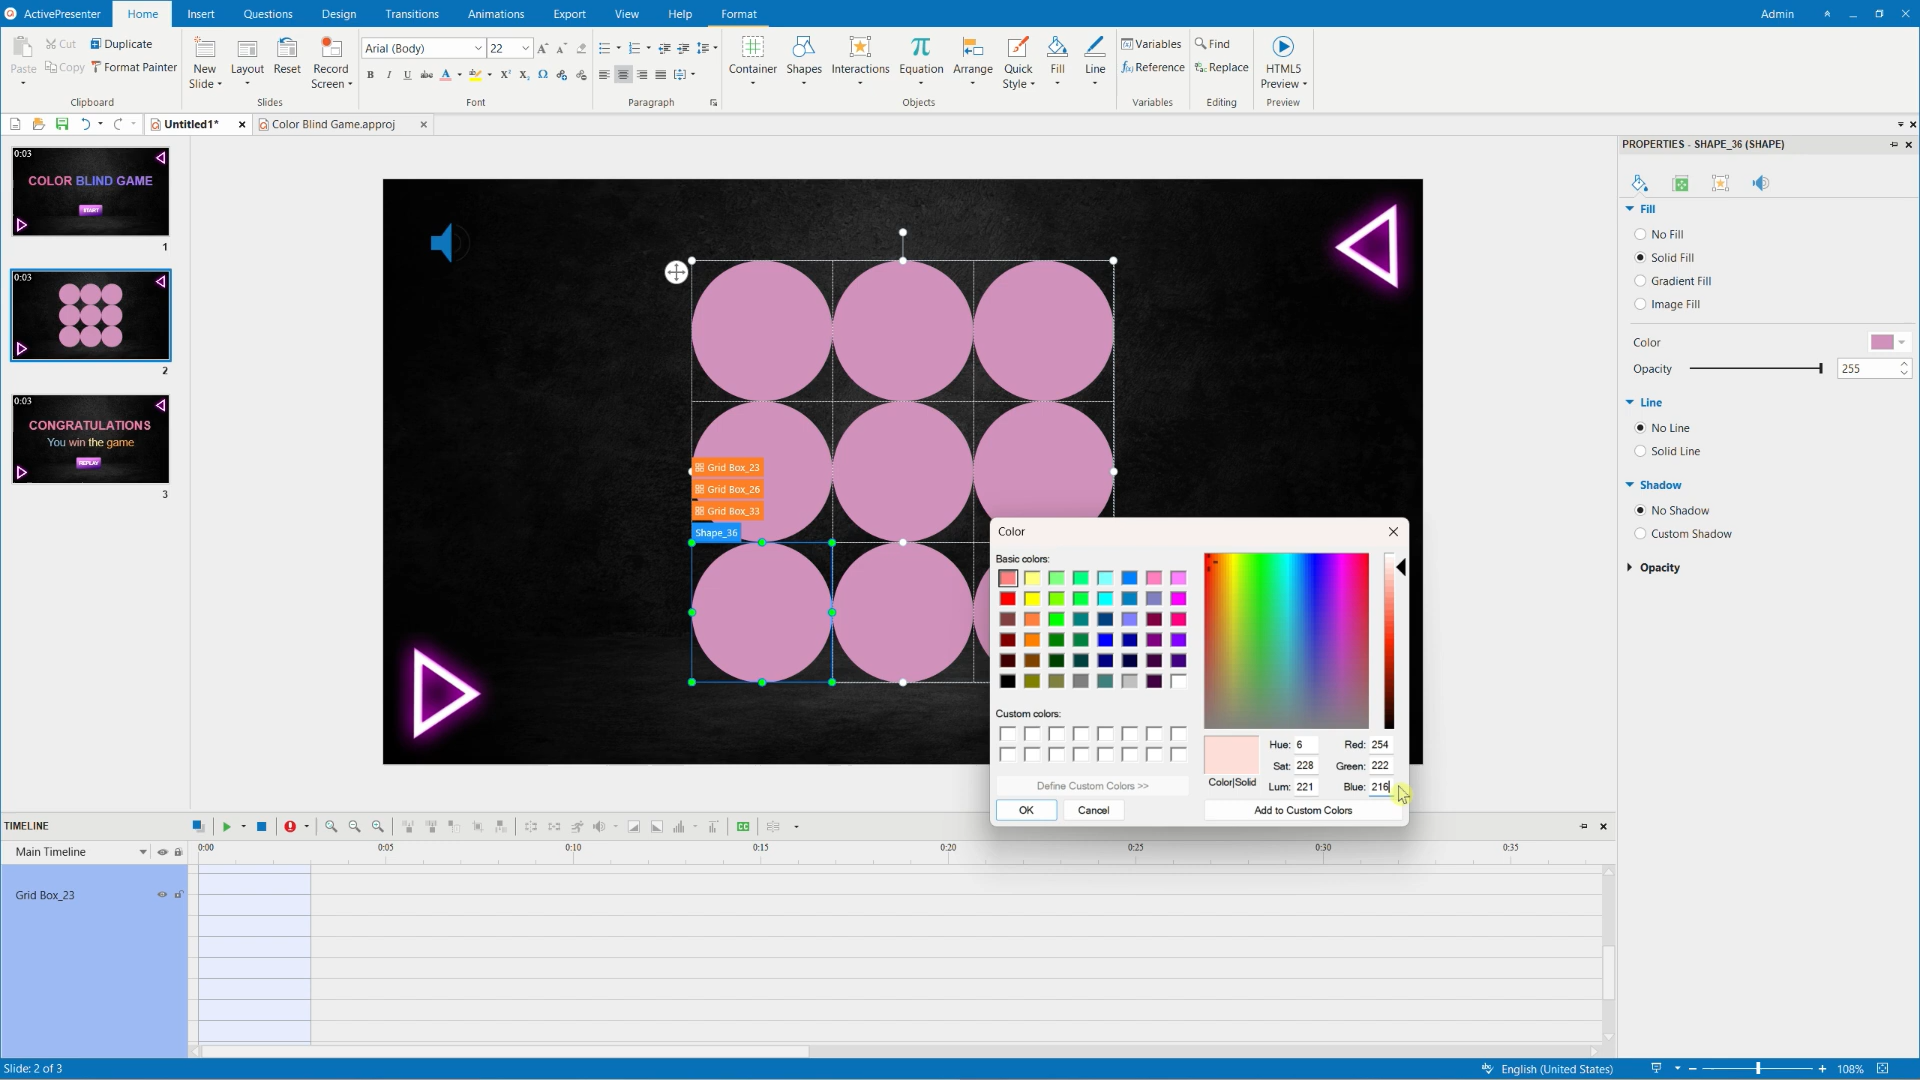 ActivePresenter Home Insert Questions Design Transitions Animations Export View Help Format Admin
Paste Cut Copy Duplicate Format Painter
Clipboard
New Slide Layout Reset Record Screen
Slides
Arial (Body) 22
Font
Paragraph
Container Shapes Interactions Equation Arrange Quick Style Fill Line
Objects
Variables
Reference
Variables
Find
Replace
Editing
HTML5 Preview
Preview
Untitled1* Color Blind Game.approj
0:03
COLOR BLIND GAME
START
1
0:03
2
0:03
CONGRATULATIONS
You win the game
REPLAY
3
Grid Box_23
Grid Box_26
Grid Box_33
Shape_36
Color
Basic colors:
Custom colors:
Define Custom Colors >>
OK Cancel
Color|Solid
Hue: 6 Red: 254
Sat: 228 Green: 222
Lum: 221 Blue: 216
Add to Custom Colors
PROPERTIES - SHAPE_36 (SHAPE)
Fill
No Fill
Solid Fill
Gradient Fill
Image Fill
Color
Opacity 255
Line
No Line
Solid Line
Shadow
No Shadow
Custom Shadow
Opacity
TIMELINE
Main Timeline 0:00 0:05 0:10 0:15 0:20 0:25 0:30 0:35
Grid Box_23
Slide: 2 of 3 English (United States) 108%